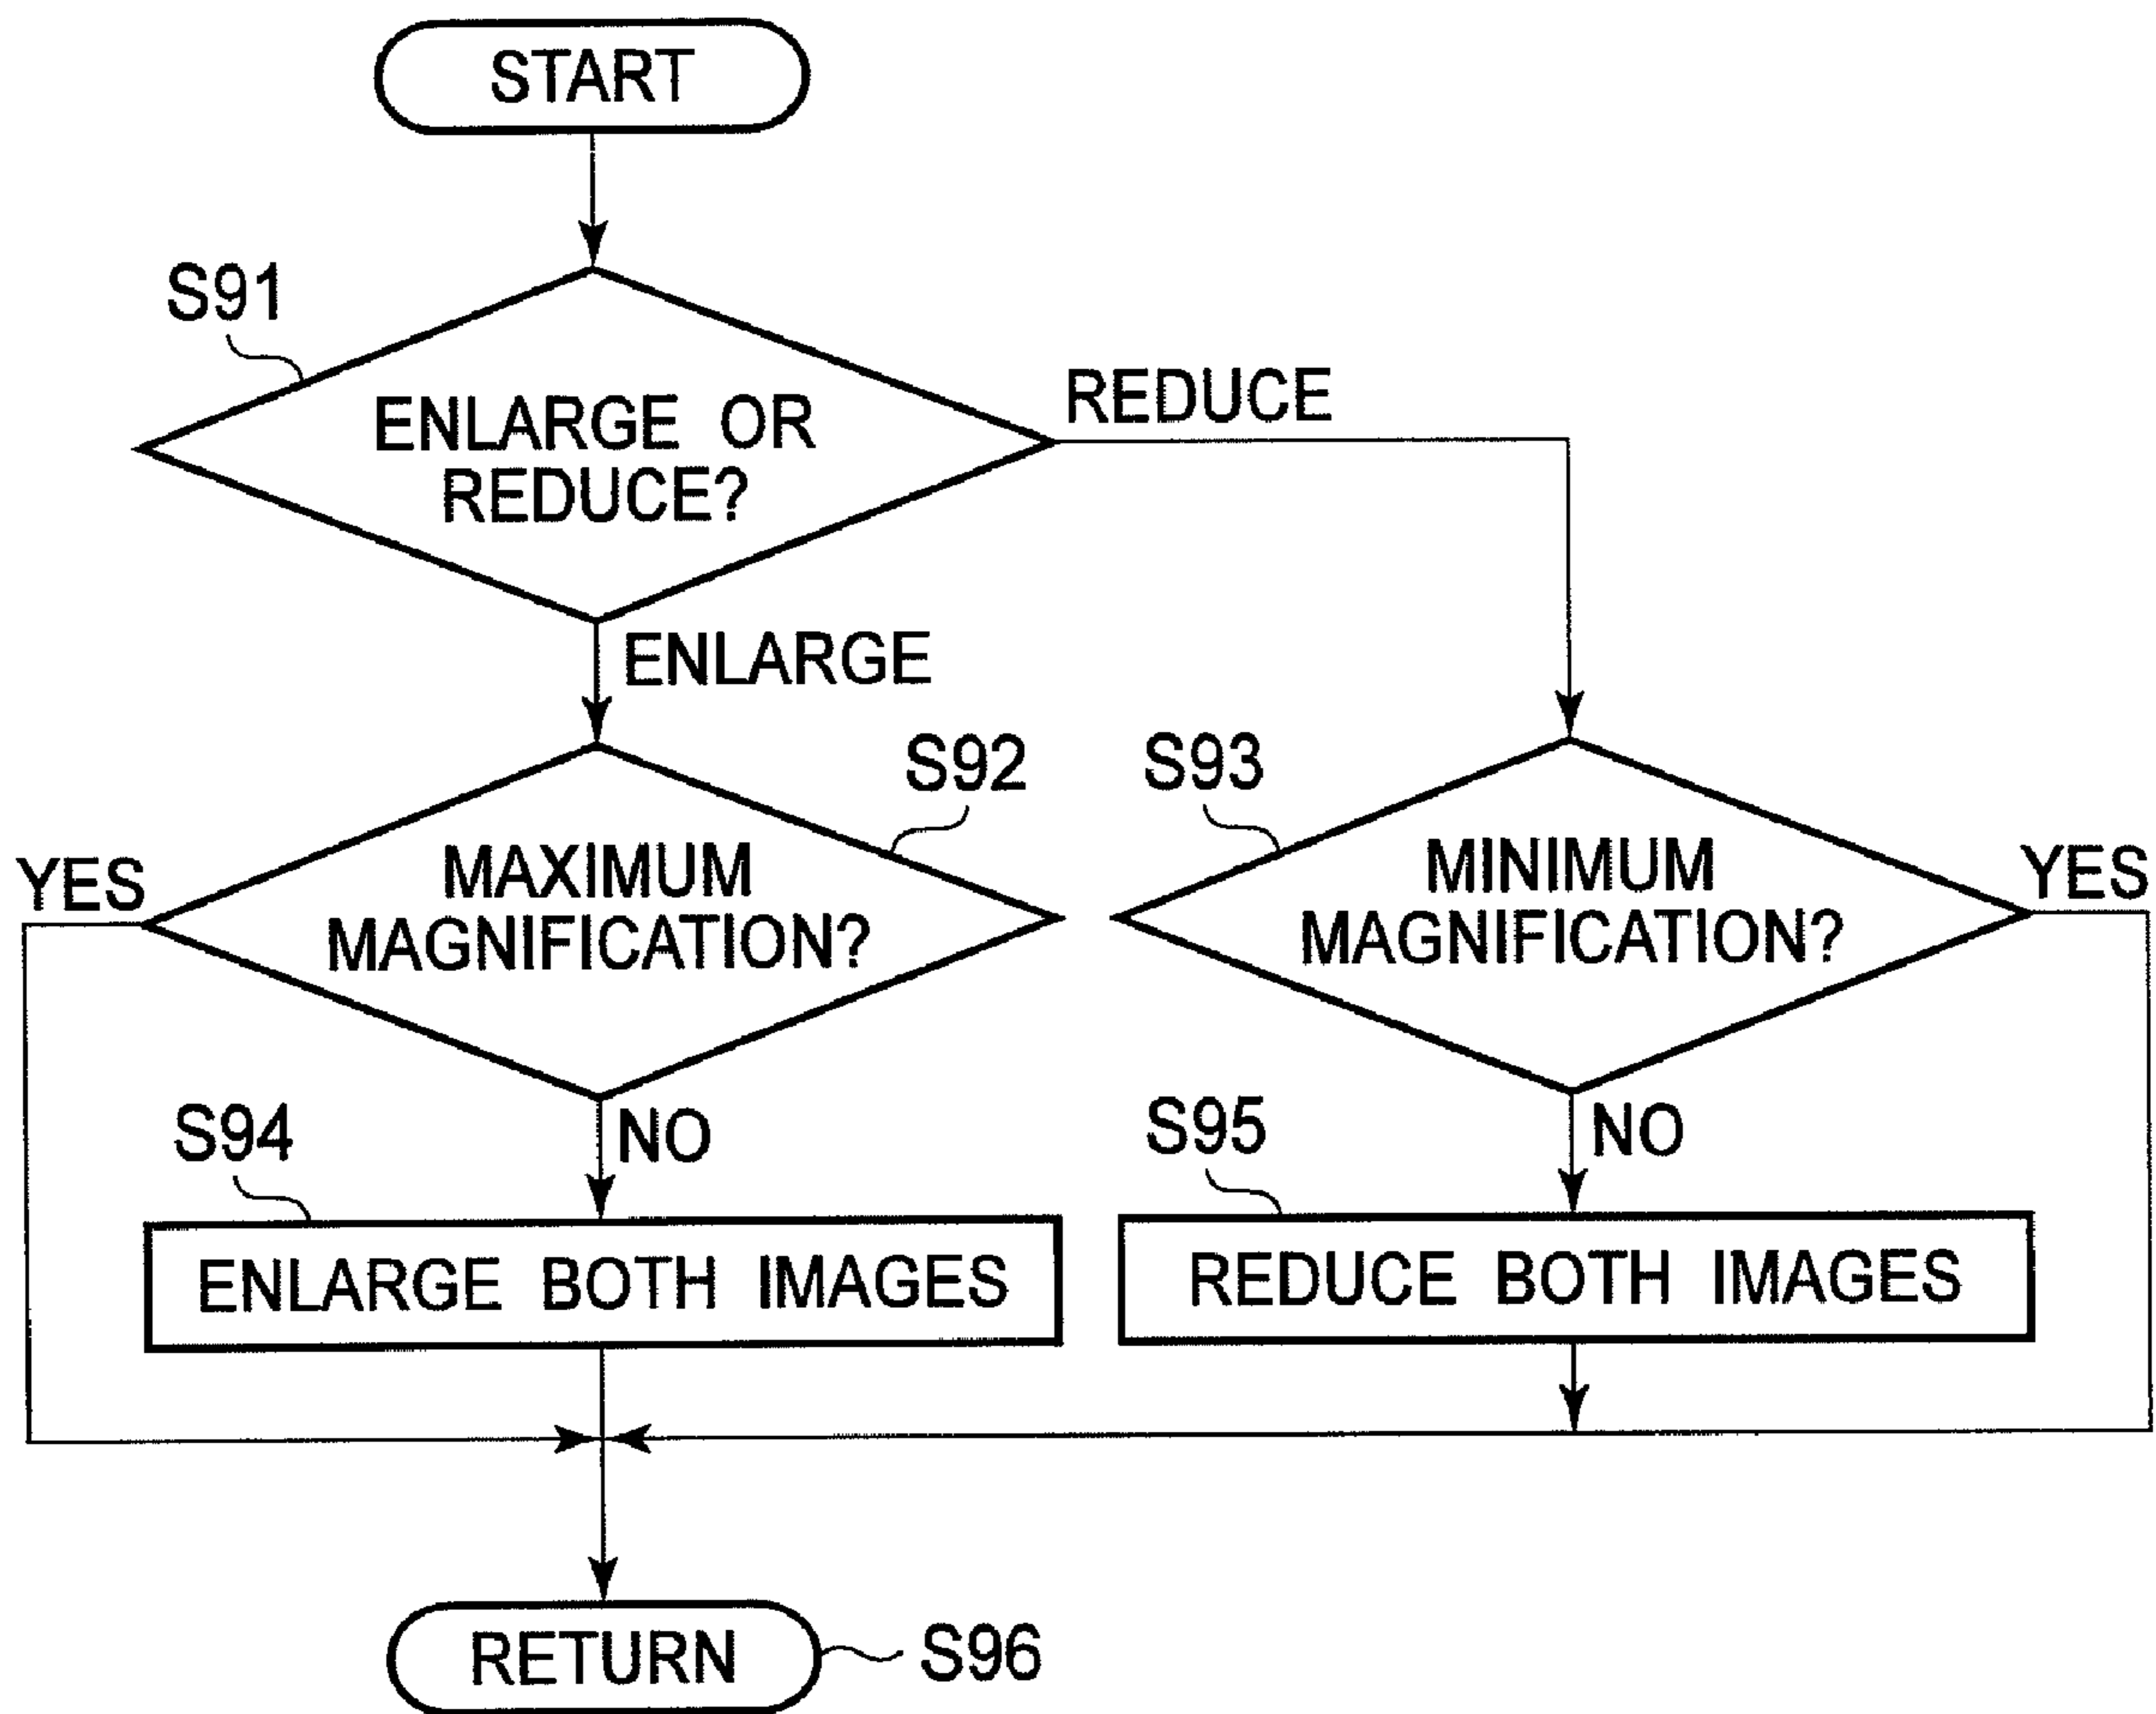 START
S91
ENLARGE OR
REDUCE?
REDUCE
ENLARGE
S92
S93
YES
MAXIMUM
MAGNIFICATION?
MINIMUM
MAGNIFICATION?
YES
S94
NO
S95
NO
ENLARGE BOTH IMAGES
REDUCE BOTH IMAGES
RETURN
S96